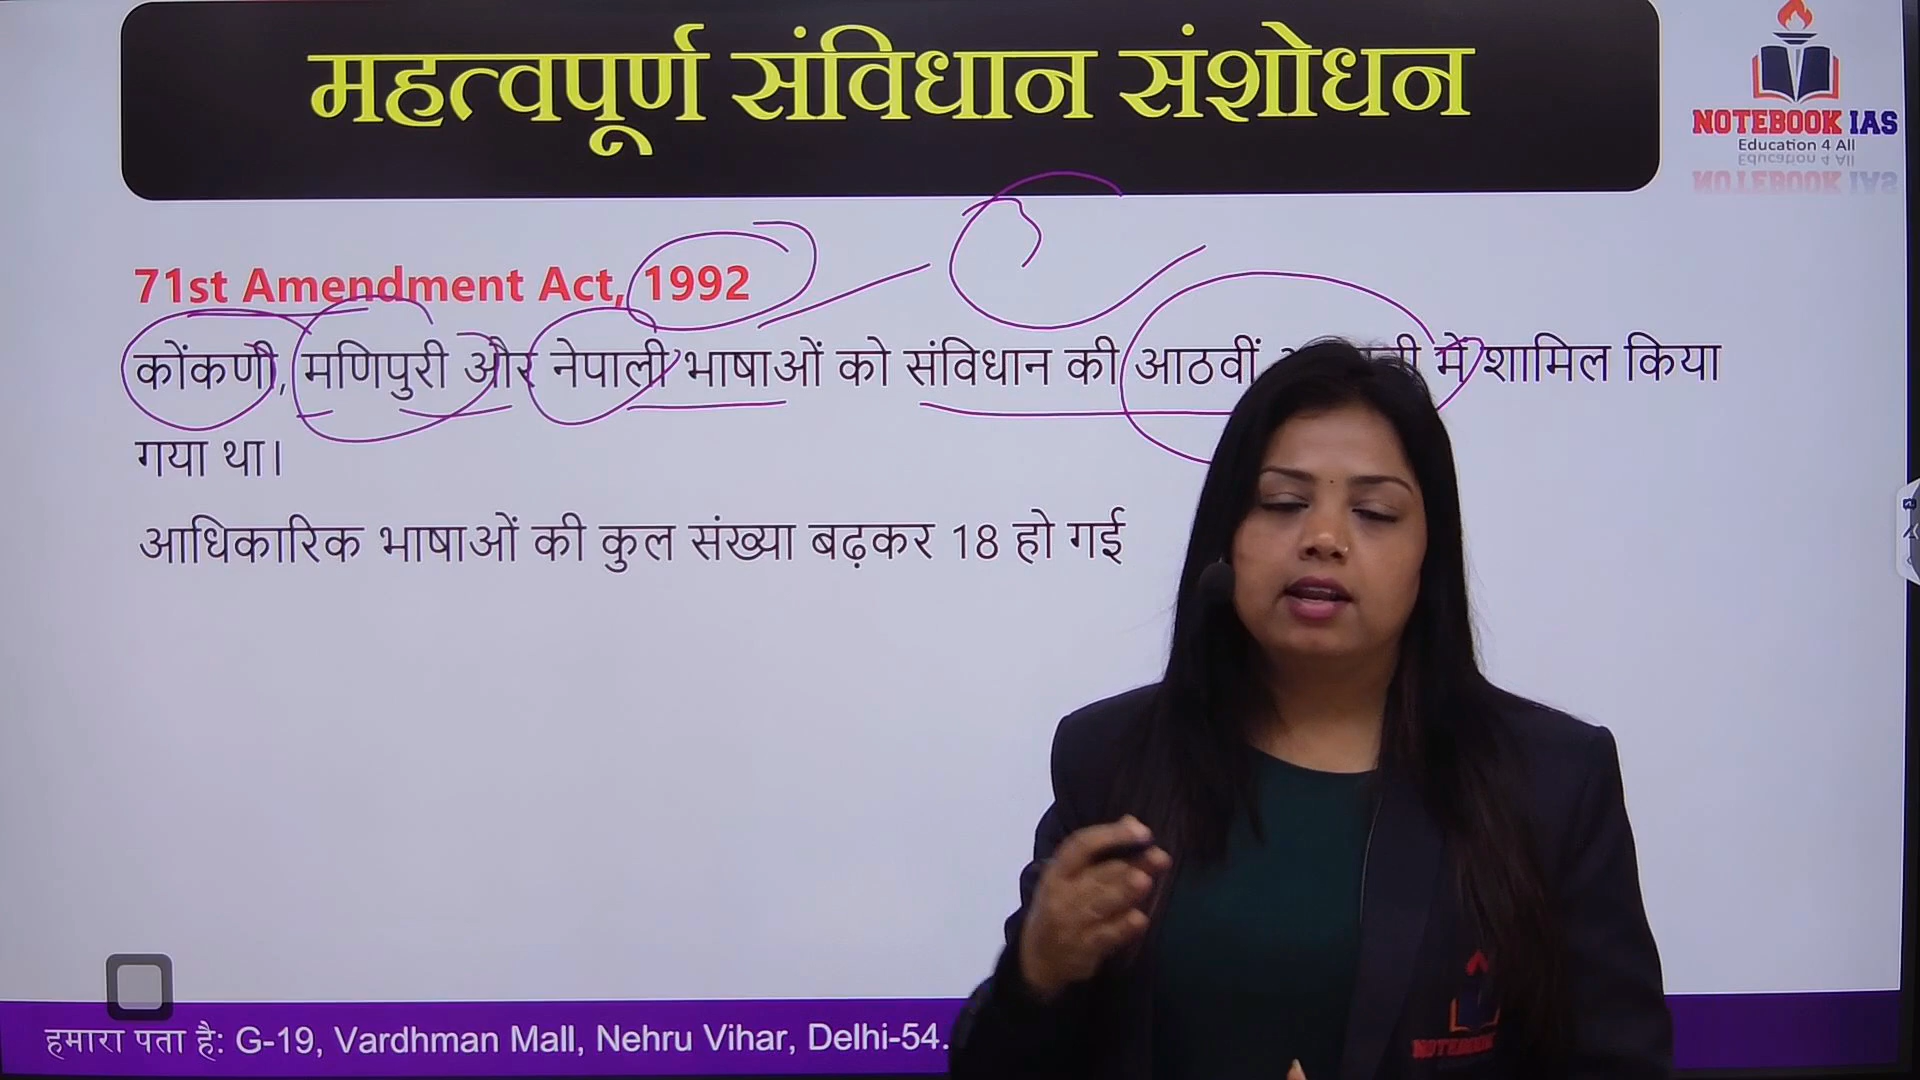 महत्वपूर्ण संविधान संशोधन
NOTEBOOK IAS
Education 4 All
71st Amendment Act, 1992
कोंकणी, मणिपुरी और नेपाली भाषाओं को संविधान की आठवीं में शामिल किया
गया था।
आधिकारिक भाषाओं की कुल संख्या बढ़कर 18 हो गई
हमारा पता है: G-19, Vardhman Mall, Nehru Vihar, Delhi-54.
NOTEBOOK